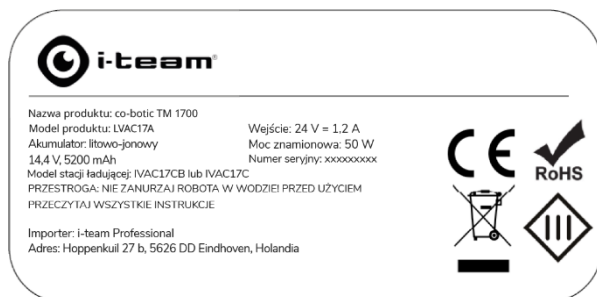 i-team
Nazwa produktu: co-botic TM 1700
Model produktu: LVAC17A
Akumulator: litowo-jonowy
14,4 V, 5200 mAh
Wejście: 24 V = 1,2 A
Moc znamionowa: 50 W
Numer seryjny: xxxxxxxxx
Model stacji ładującej: IVAC17CB lub IVAC17C
PRZESTROGA: NIE ZANURZAJ ROBOTA W WODZIE! PRZED UŻYCIEM
PRZECZYTAJ WSZYSTKIE INSTRUKCJE
Importer: i-team Professional
Adres: Hoppenkuil 27 b, 5626 DD Eindhoven, Holandia
CE
RoHS
III